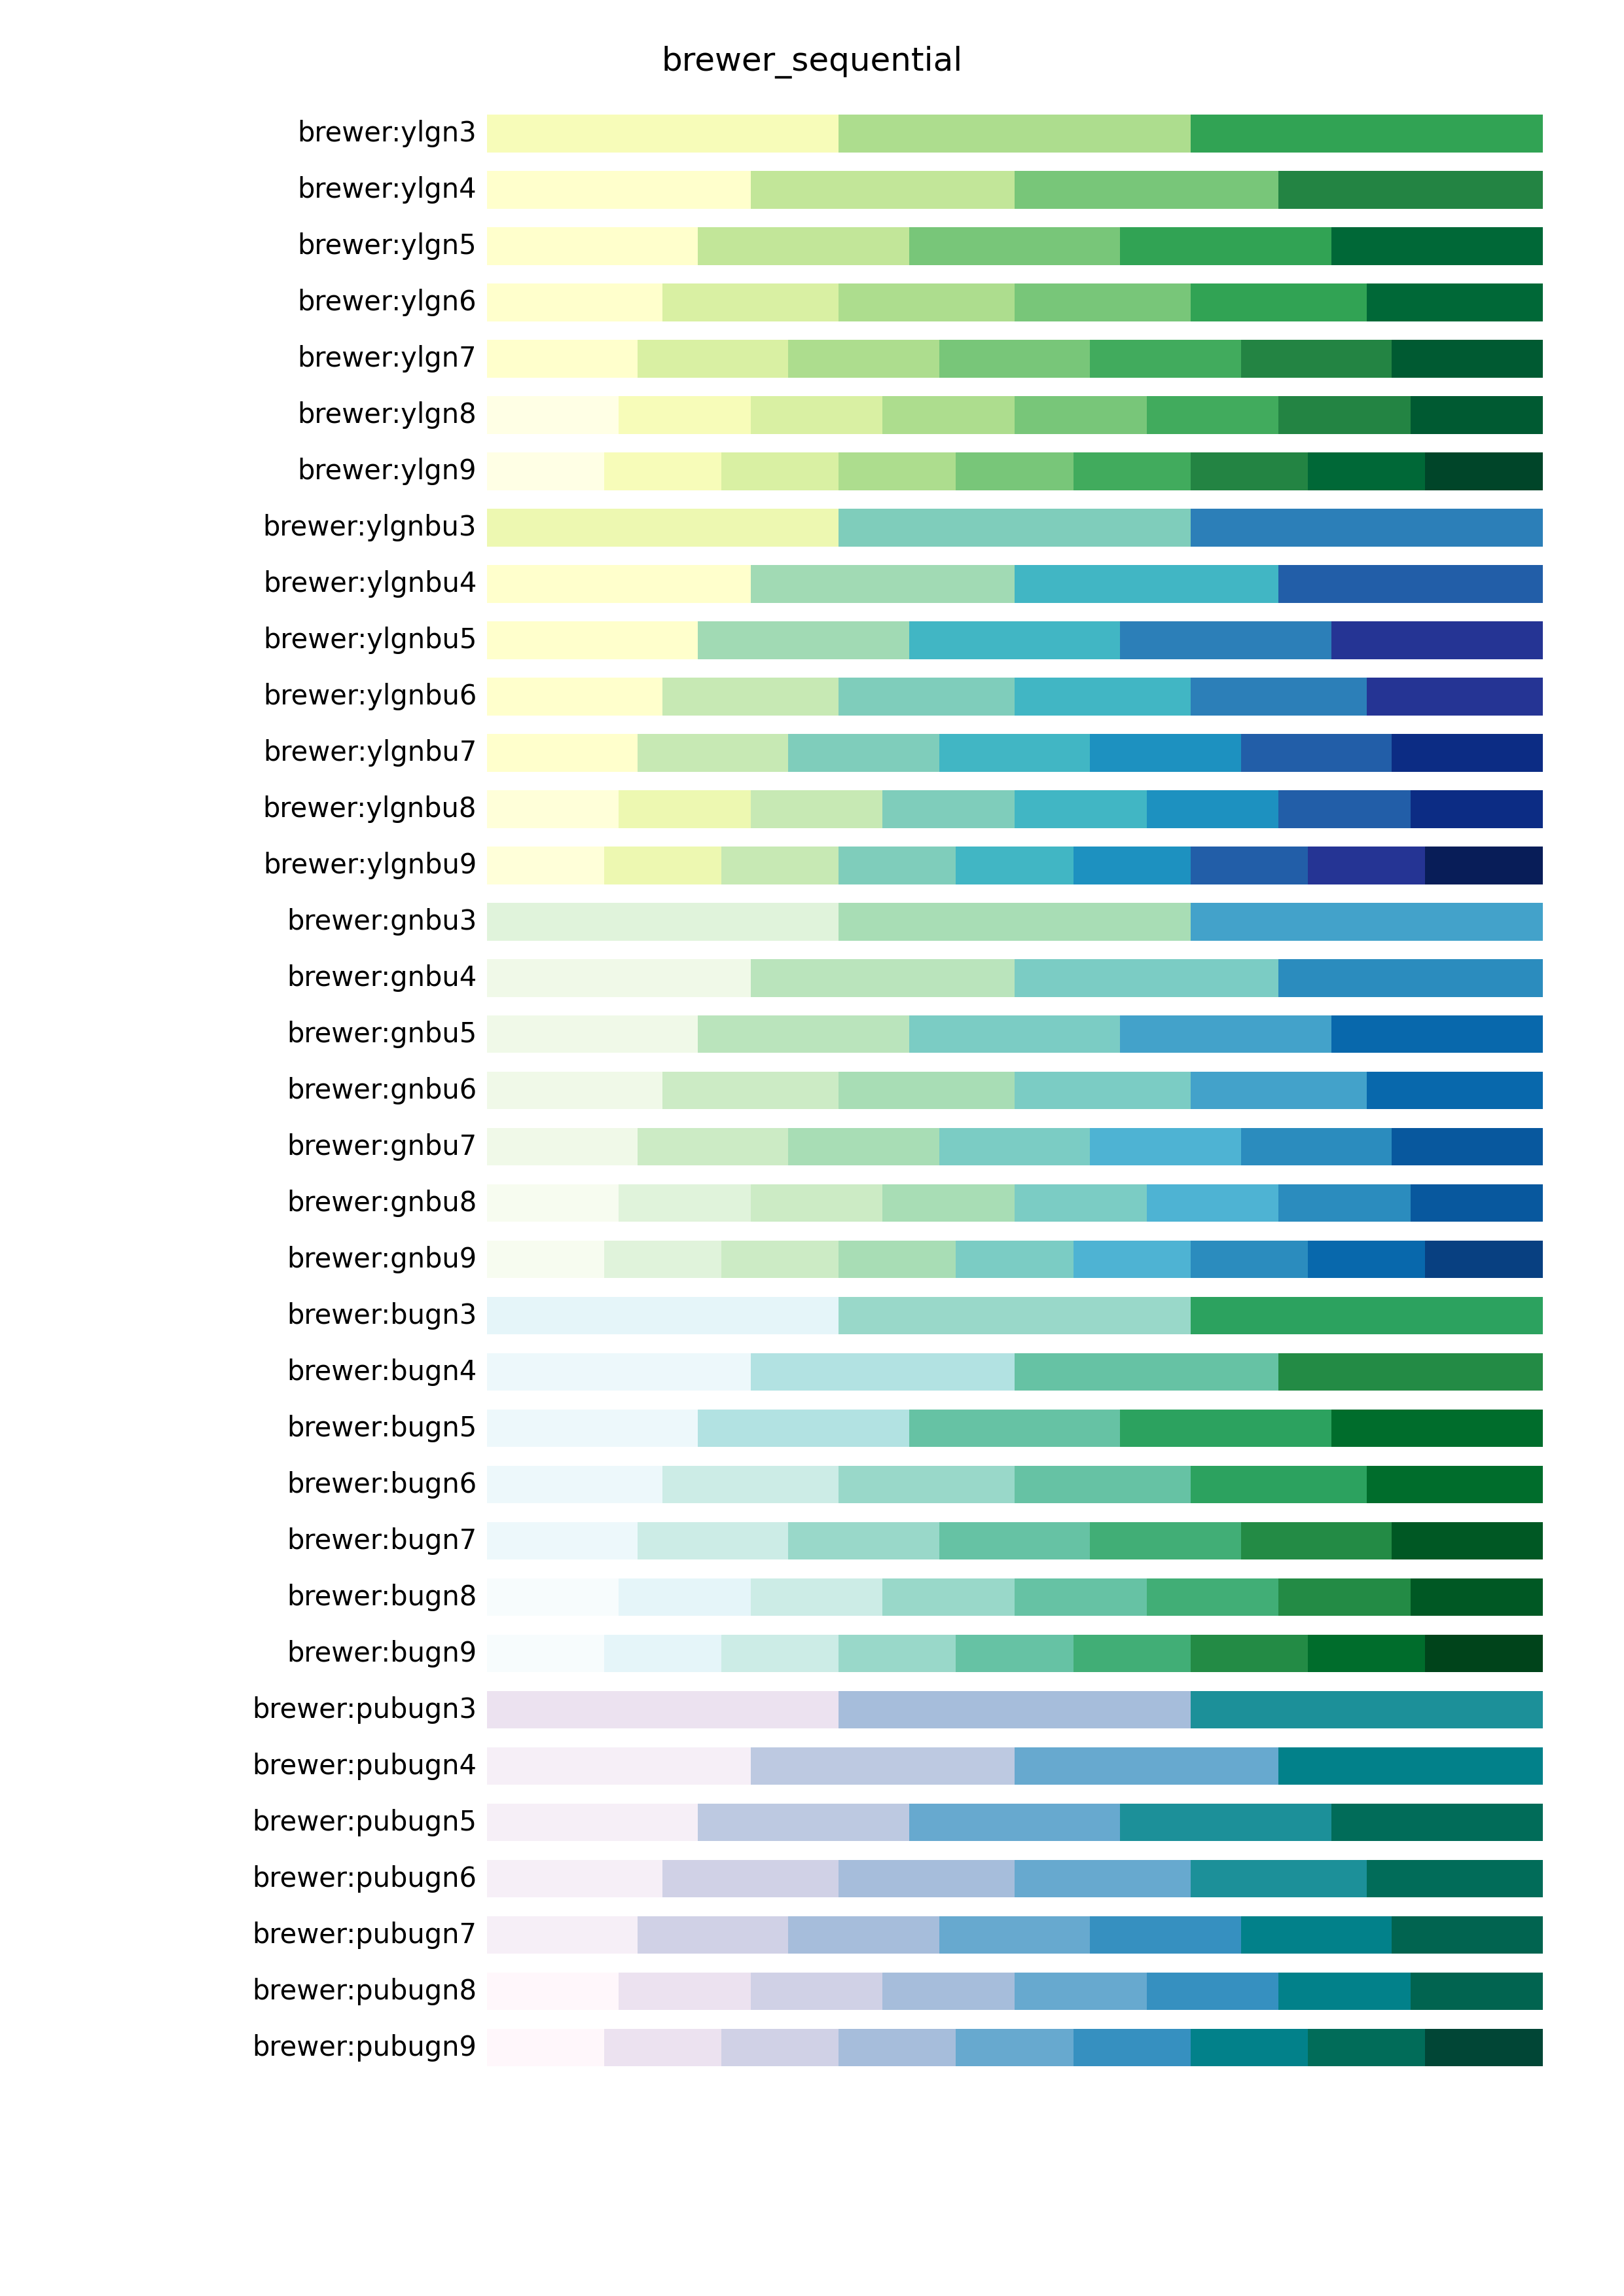 brewer_sequential
brewer:ylgn3
brewer:ylgn4
brewer:ylgn5
brewer:ylgn6
brewer:ylgn7
brewer:ylgn8
brewer:ylgn9
brewer:ylgnbu3
brewer:ylgnbu4
brewer:ylgnbu5
brewer:ylgnbu6
brewer:ylgnbu7
brewer:ylgnbu8
brewer:ylgnbu9
brewer:gnbu3
brewer:gnbu4
brewer:gnbu5
brewer:gnbu6
brewer:gnbu7
brewer:gnbu8
brewer:gnbu9
brewer:bugn3
brewer:bugn4
brewer:bugn5
brewer:bugn6
brewer:bugn7
brewer:bugn8
brewer:bugn9
brewer:pubugn3
brewer:pubugn4
brewer:pubugn5
brewer:pubugn6
brewer:pubugn7
brewer:pubugn8
brewer:pubugn9